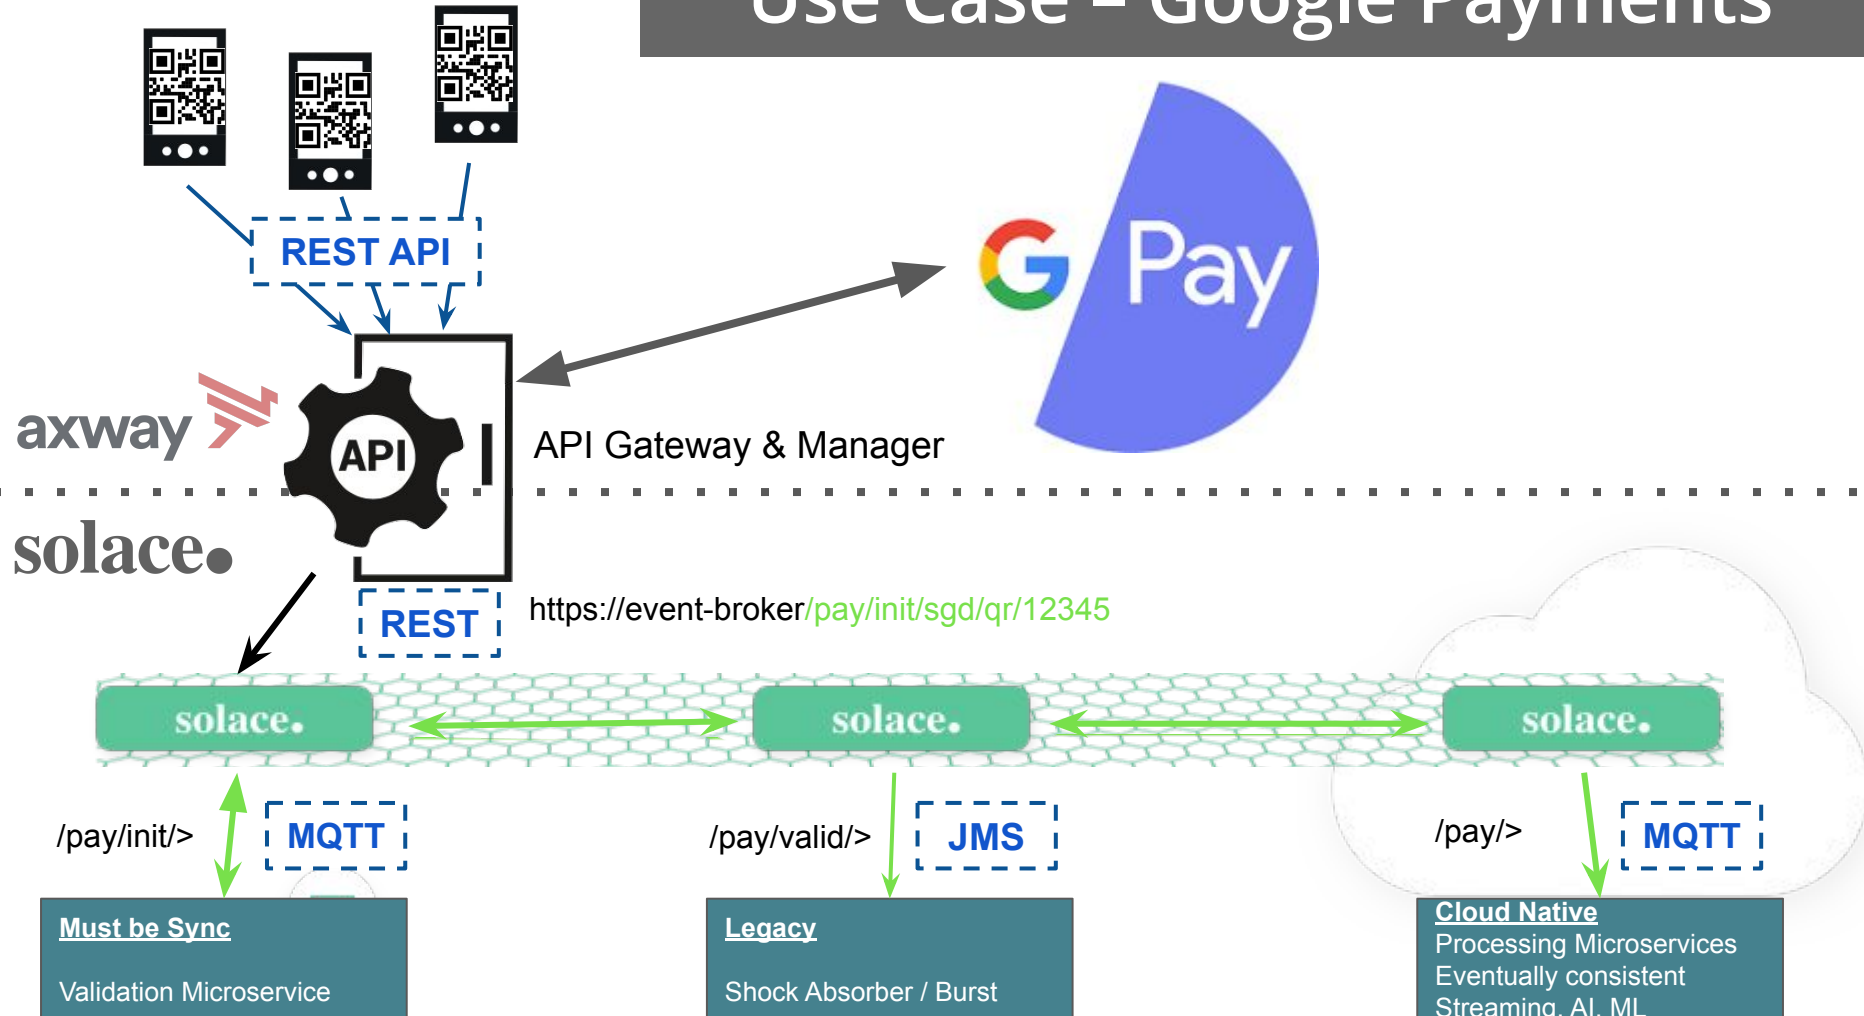 Use Case – Google Payments
REST API
G Pay
axway
API
API Gateway & Manager
solace.
REST
https://event-broker/pay/init/sgd/qr/12345
solace.
solace.
solace.
/pay/init/>
MQTT
/pay/valid/>
JMS
/pay/>
MQTT
Must be Sync
Validation Microservice
Legacy
Shock Absorber / Burst
Cloud Native
Processing Microservices
Eventually consistent
Streaming, AI, ML